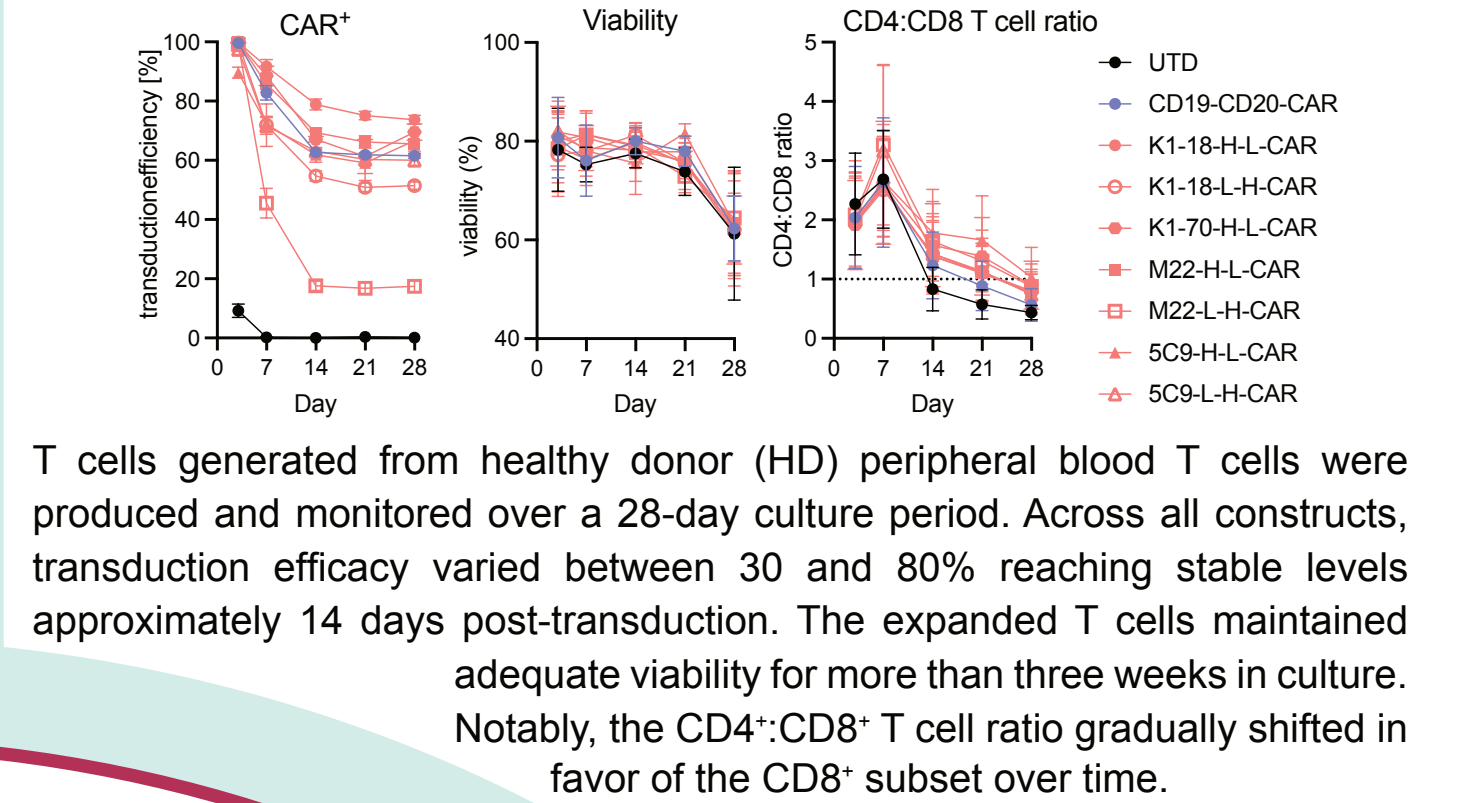 CAR⁺
Viability
CD4:CD8 T cell ratio
transductionefficiency [%]
100
80
60
40
20
0
0 7 14 21 28
Day
viability (%)
100
80
60
40
0 7 14 21 28
Day
CD4:CD8 ratio
5
4
3
2
1
0
0 7 14 21 28
Day
UTD
CD19-CD20-CAR
K1-18-H-L-CAR
K1-18-L-H-CAR
K1-70-H-L-CAR
M22-H-L-CAR
M22-L-H-CAR
5C9-H-L-CAR
5C9-L-H-CAR
T cells generated from healthy donor (HD) peripheral blood T cells were
produced and monitored over a 28-day culture period. Across all constructs,
transduction efficacy varied between 30 and 80% reaching stable levels
approximately 14 days post-transduction. The expanded T cells maintained
adequate viability for more than three weeks in culture.
Notably, the CD4⁺:CD8⁺ T cell ratio gradually shifted in
favor of the CD8⁺ subset over time.